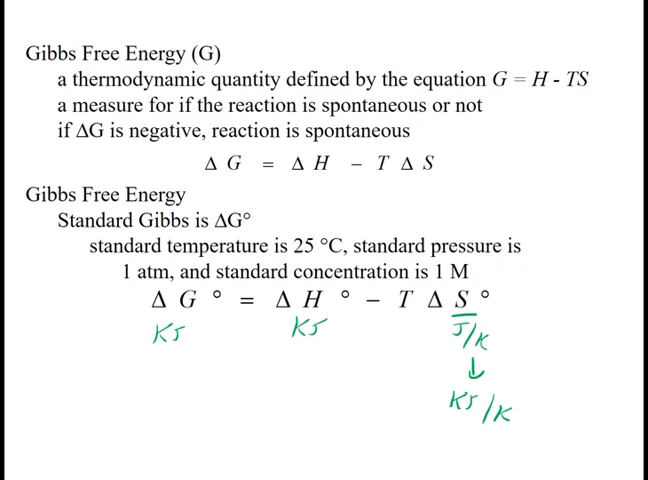 Gibbs Free Energy (G)
a thermodynamic quantity defined by the equation G = H - TS
a measure for if the reaction is spontaneous or not
if ΔG is negative, reaction is spontaneous
Δ G = Δ H − T Δ S
Gibbs Free Energy
Standard Gibbs is ΔG°
standard temperature is 25 °C, standard pressure is
1 atm, and standard concentration is 1 M
Δ G ° = Δ H ° − T Δ S °
KJ KJ J/K
↓
KJ/K